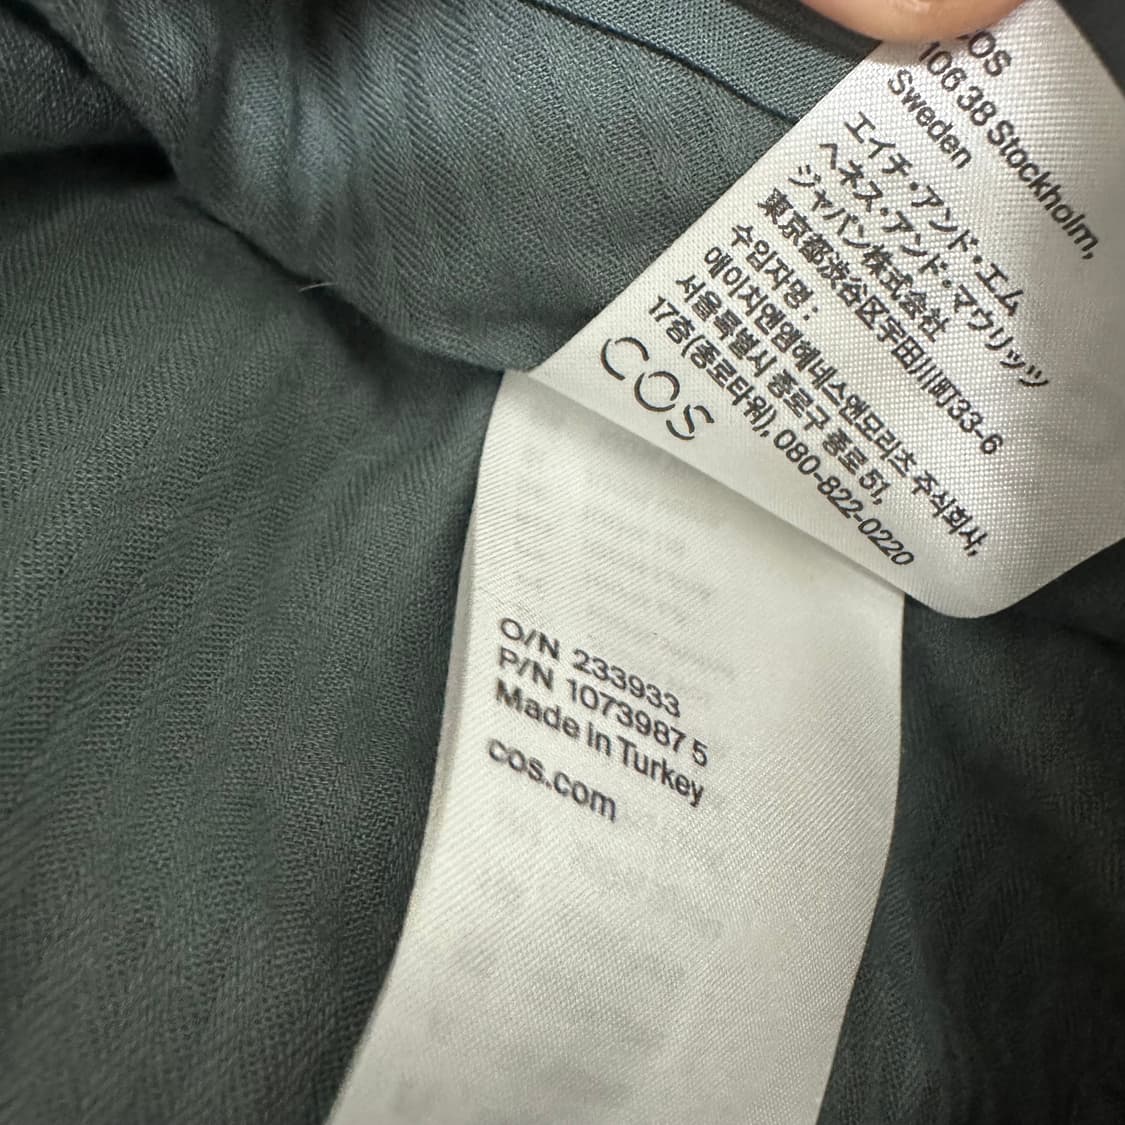 COS
106 38 Stockholm,
Sweden
エイチ・アンド・エム
ヘネス・アンド・マウリッツ
ジャパン株式会社
東京都渋谷区宇田川町33-6
수입자명 :
에이치앤엠헤네스앤모리츠 주식회사,
서울특별시 종로구 종로 51,
17층(종로타워), 080-822-0220
COS
O/N 233933
P/N 1073987 5
Made in Turkey
cos.com